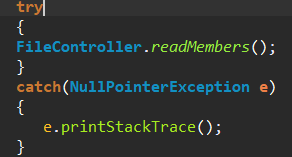 try
{
FileController.readMembers();
}
catch(NullPointerException e)
{
e.printStackTrace();
}